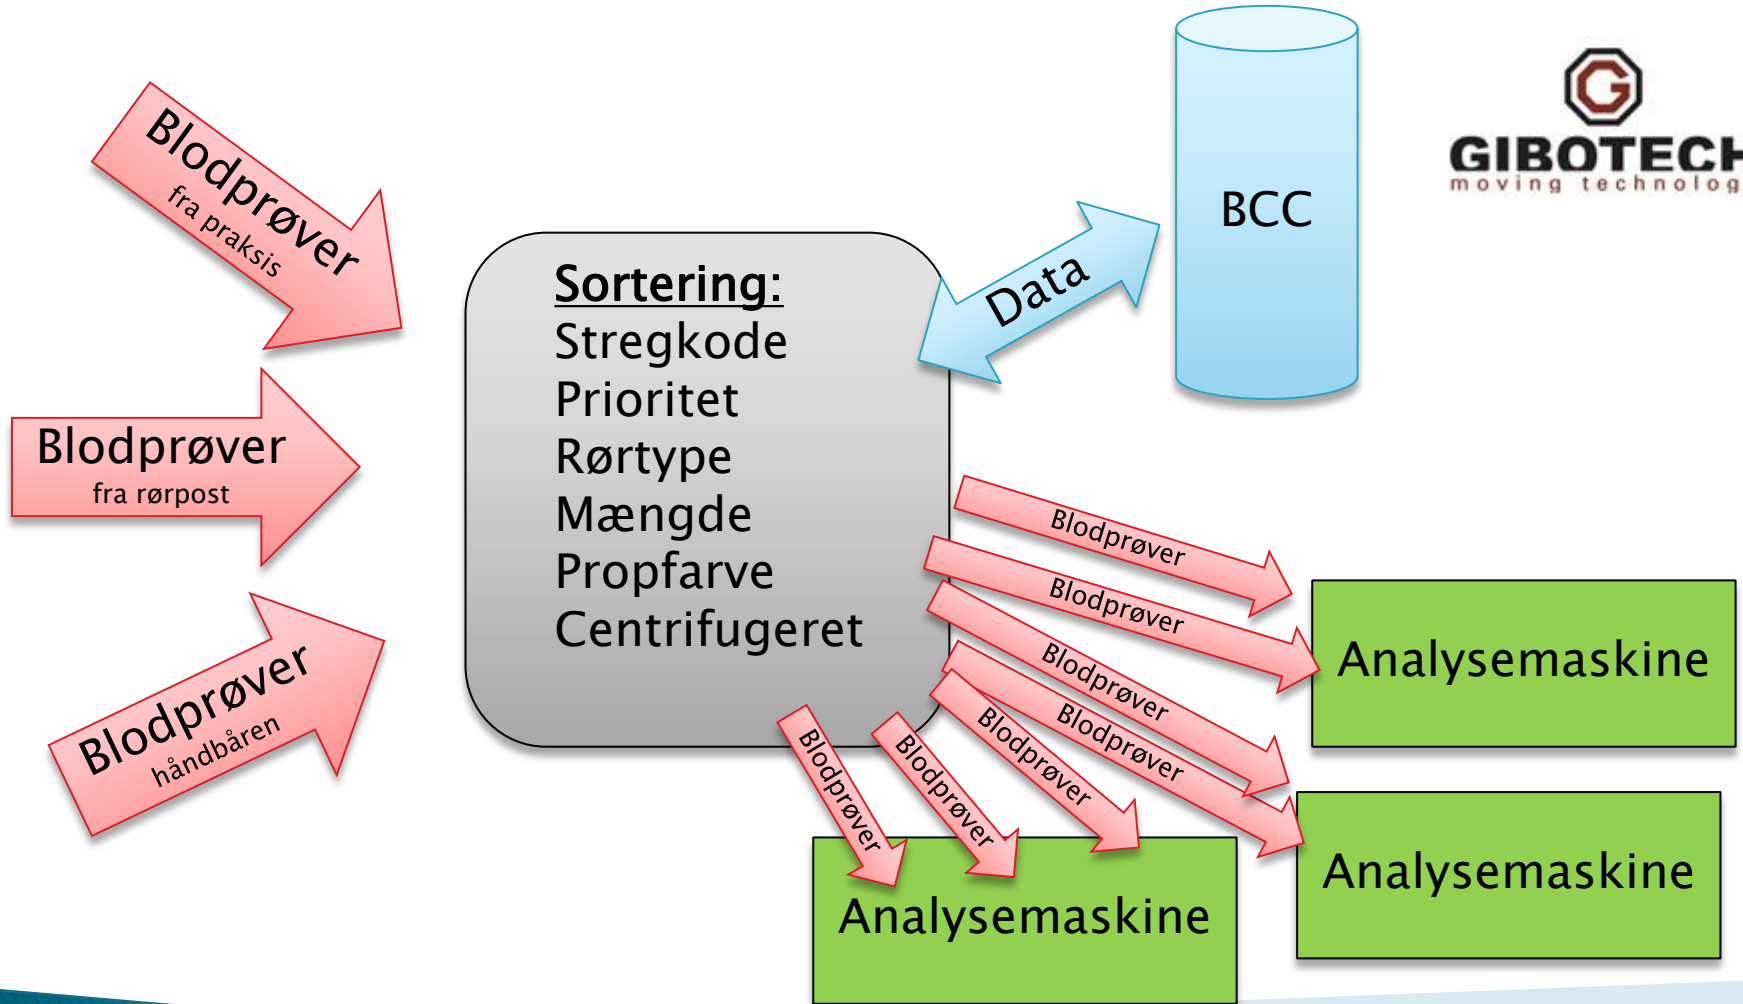 Blodprøver
fra praksis
Blodprøver
fra rørpost
Blodprøver
håndbåren
Sortering:
Stregkode
Prioritet
Rørtype
Mængde
Propfarve
Centrifugeret
Data
BCC
GIBOTECH
moving technolog
Blodprøver
Blodprøver
Blodprøver
Blodprøver
Blodprøver
Blodprøver
Blodprøver
Analysemaskine
Analysemaskine
Analysemaskine